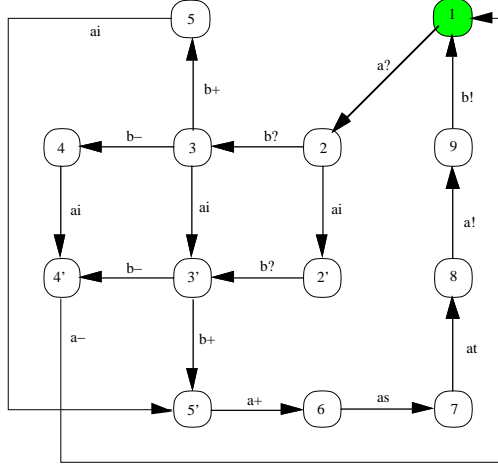 5
1
ai
a?
b+
b!
4
b–
3
b?
2
9
ai
ai
ai
a!
4'
b–
3'
b?
2'
8
a–
b+
at
5'
a+
6
as
7